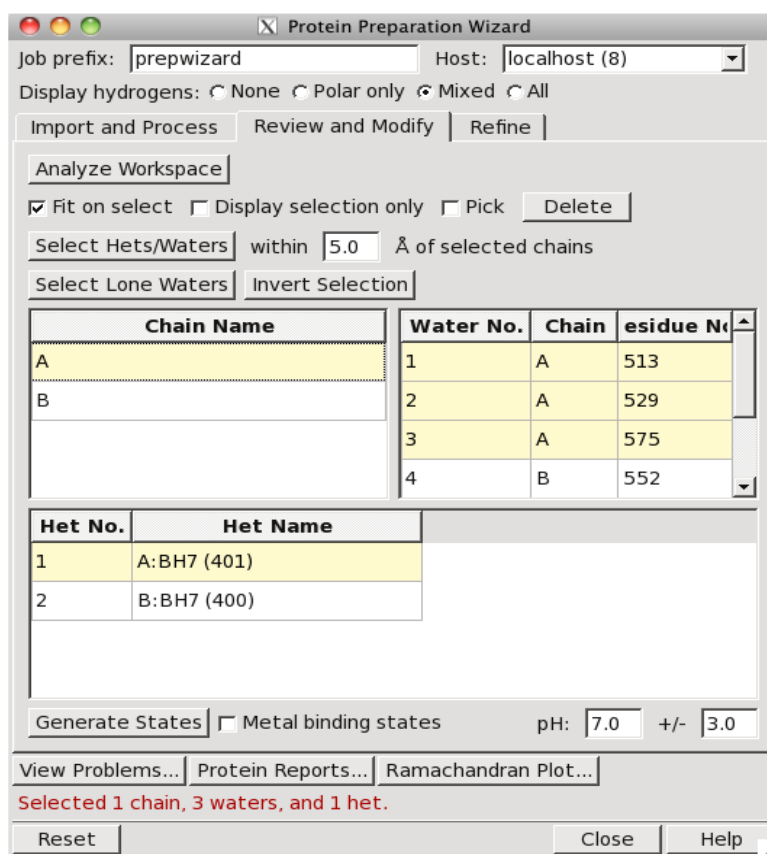 X Protein Preparation Wizard
Job prefix: prepwizard Host: localhost (8)
Display hydrogens: None Polar only Mixed All
Import and Process Review and Modify Refine
Analyze Workspace
Fit on select Display selection only Pick Delete
Select Hets/Waters within 5.0 Å of selected chains
Select Lone Waters Invert Selection
Chain Name Water No. Chain esidue No
A 1 A 513
B 2 A 529
3 A 575
4 B 552
Het No. Het Name
1 A:BH7 (401)
2 B:BH7 (400)
Generate States Metal binding states pH: 7.0 +/- 3.0
View Problems... Protein Reports... Ramachandran Plot...
Selected 1 chain, 3 waters, and 1 het.
Reset Close Help